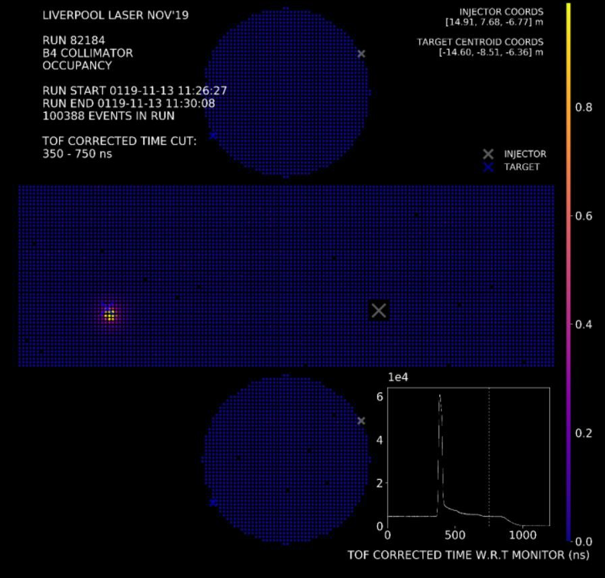 LIVERPOOL LASER NOV'19
RUN 82184
B4 COLLIMATOR
OCCUPANCY
RUN START 0119-11-13 11:26:27
RUN END 0119-11-13 11:30:08
100388 EVENTS IN RUN
TOF CORRECTED TIME CUT:
350 - 750 ns
INJECTOR COORDS
[14.91, 7.68, -6.77] m
TARGET CENTROID COORDS
[-14.60, -8.51, -6.36] m
INJECTOR
TARGET
0.8
0.6
0.4
0.2
0.0
1e4
6
4
2
0
0 500 1000
TOF CORRECTED TIME W.R.T MONITOR (ns)